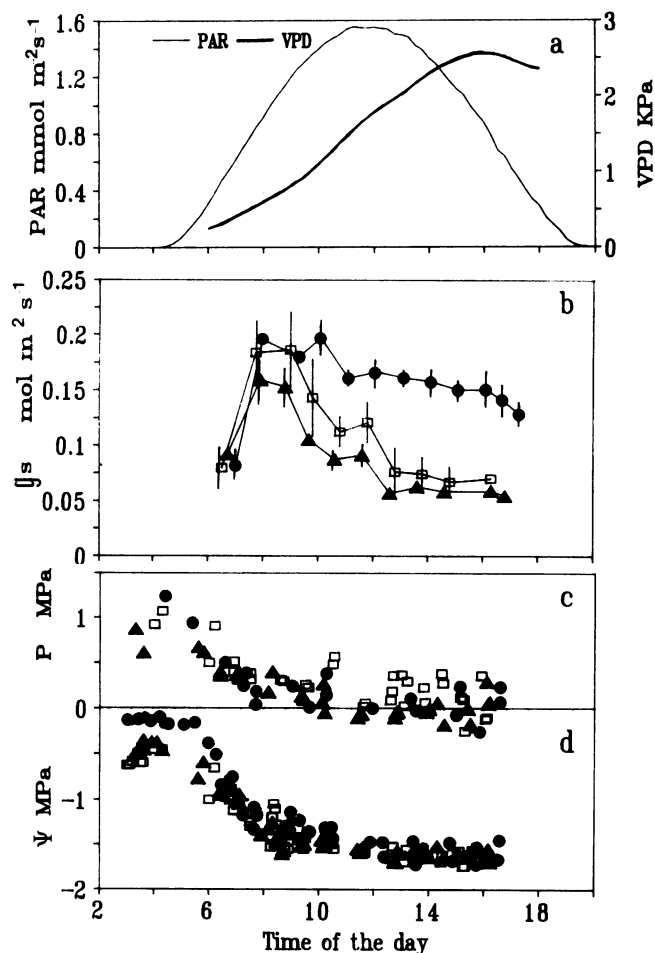 PAR VPD a
PAR mmol m⁻²s⁻¹
1.6
1.2
0.8
0.4
0
3
2
1
0
VPD KPa
b
gs mol m² s⁻¹
0.25
0.2
0.15
0.1
0.05
0
c
P MPa
1
0
d
Ψ MPa
-1
-2
2 6 10 14 18
Time of the day